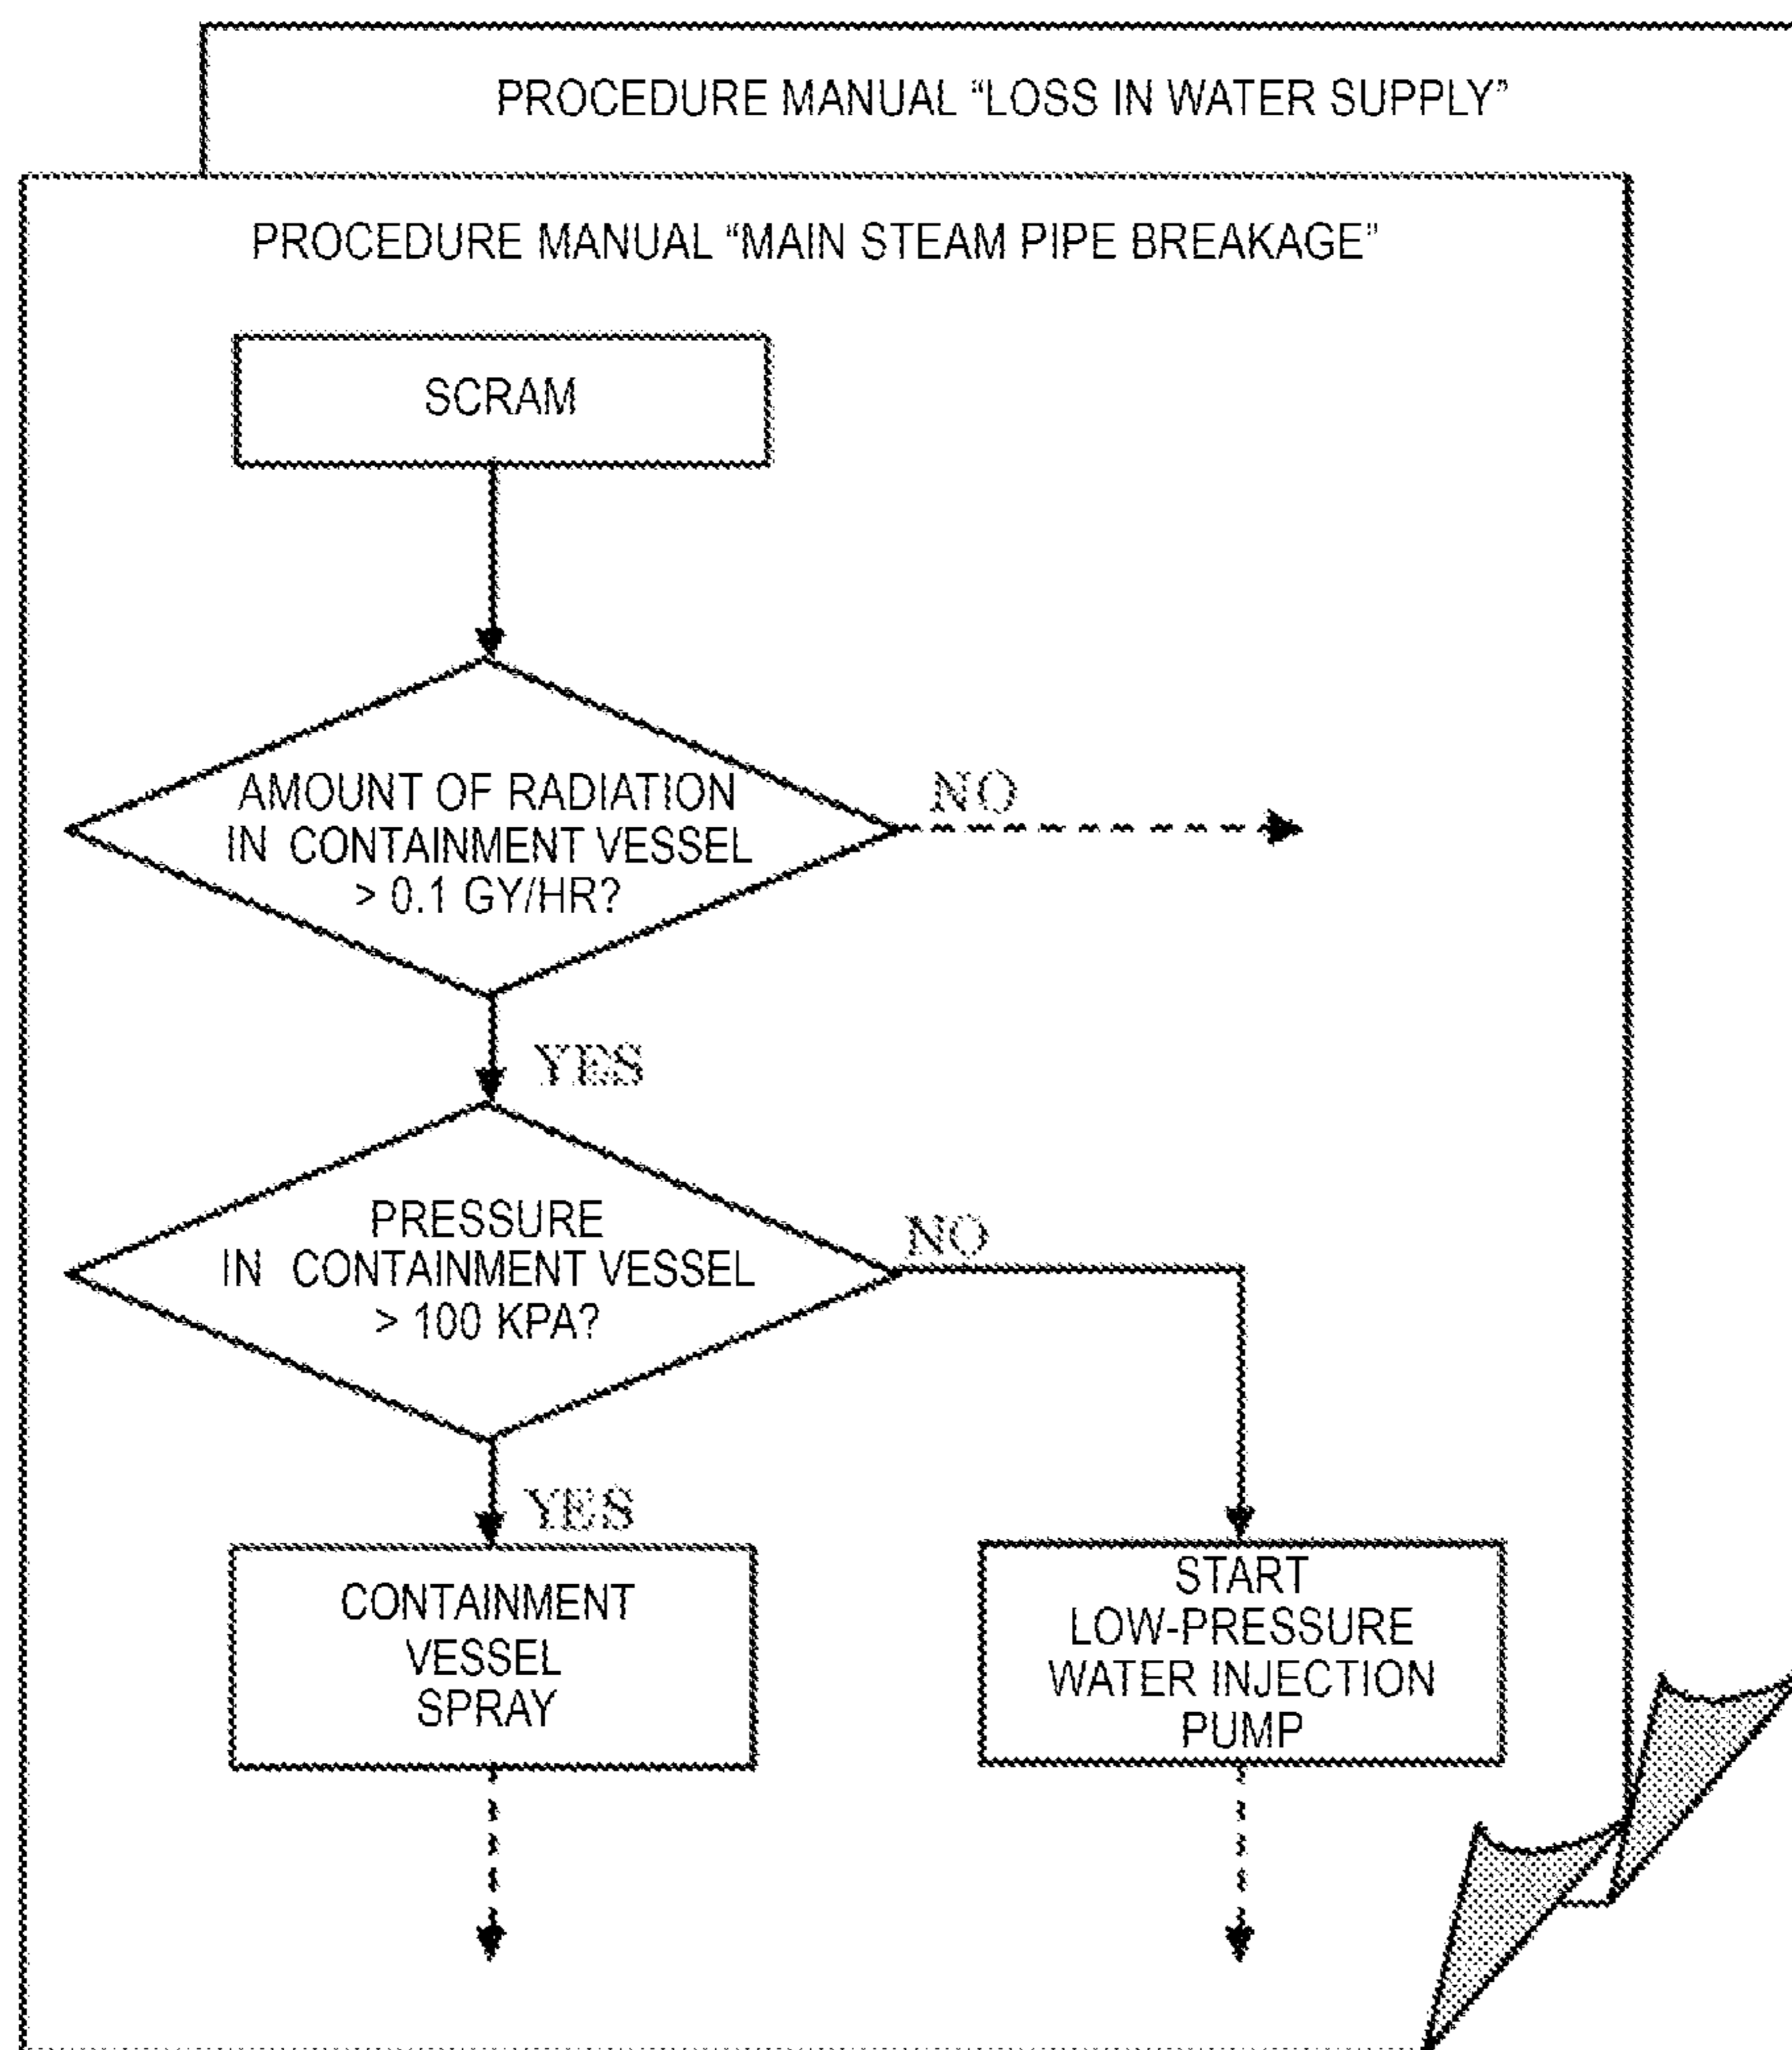 PROCEDURE MANUAL “LOSS IN WATER SUPPLY”
PROCEDURE MANUAL “MAIN STEAM PIPE BREAKAGE”
SCRAM
AMOUNT OF RADIATION
IN CONTAINMENT VESSEL
> 0.1 GY/HR?
NO
YES
PRESSURE
IN CONTAINMENT VESSEL
> 100 KPA?
NO
YES
CONTAINMENT
VESSEL
SPRAY
START
LOW-PRESSURE
WATER INJECTION
PUMP